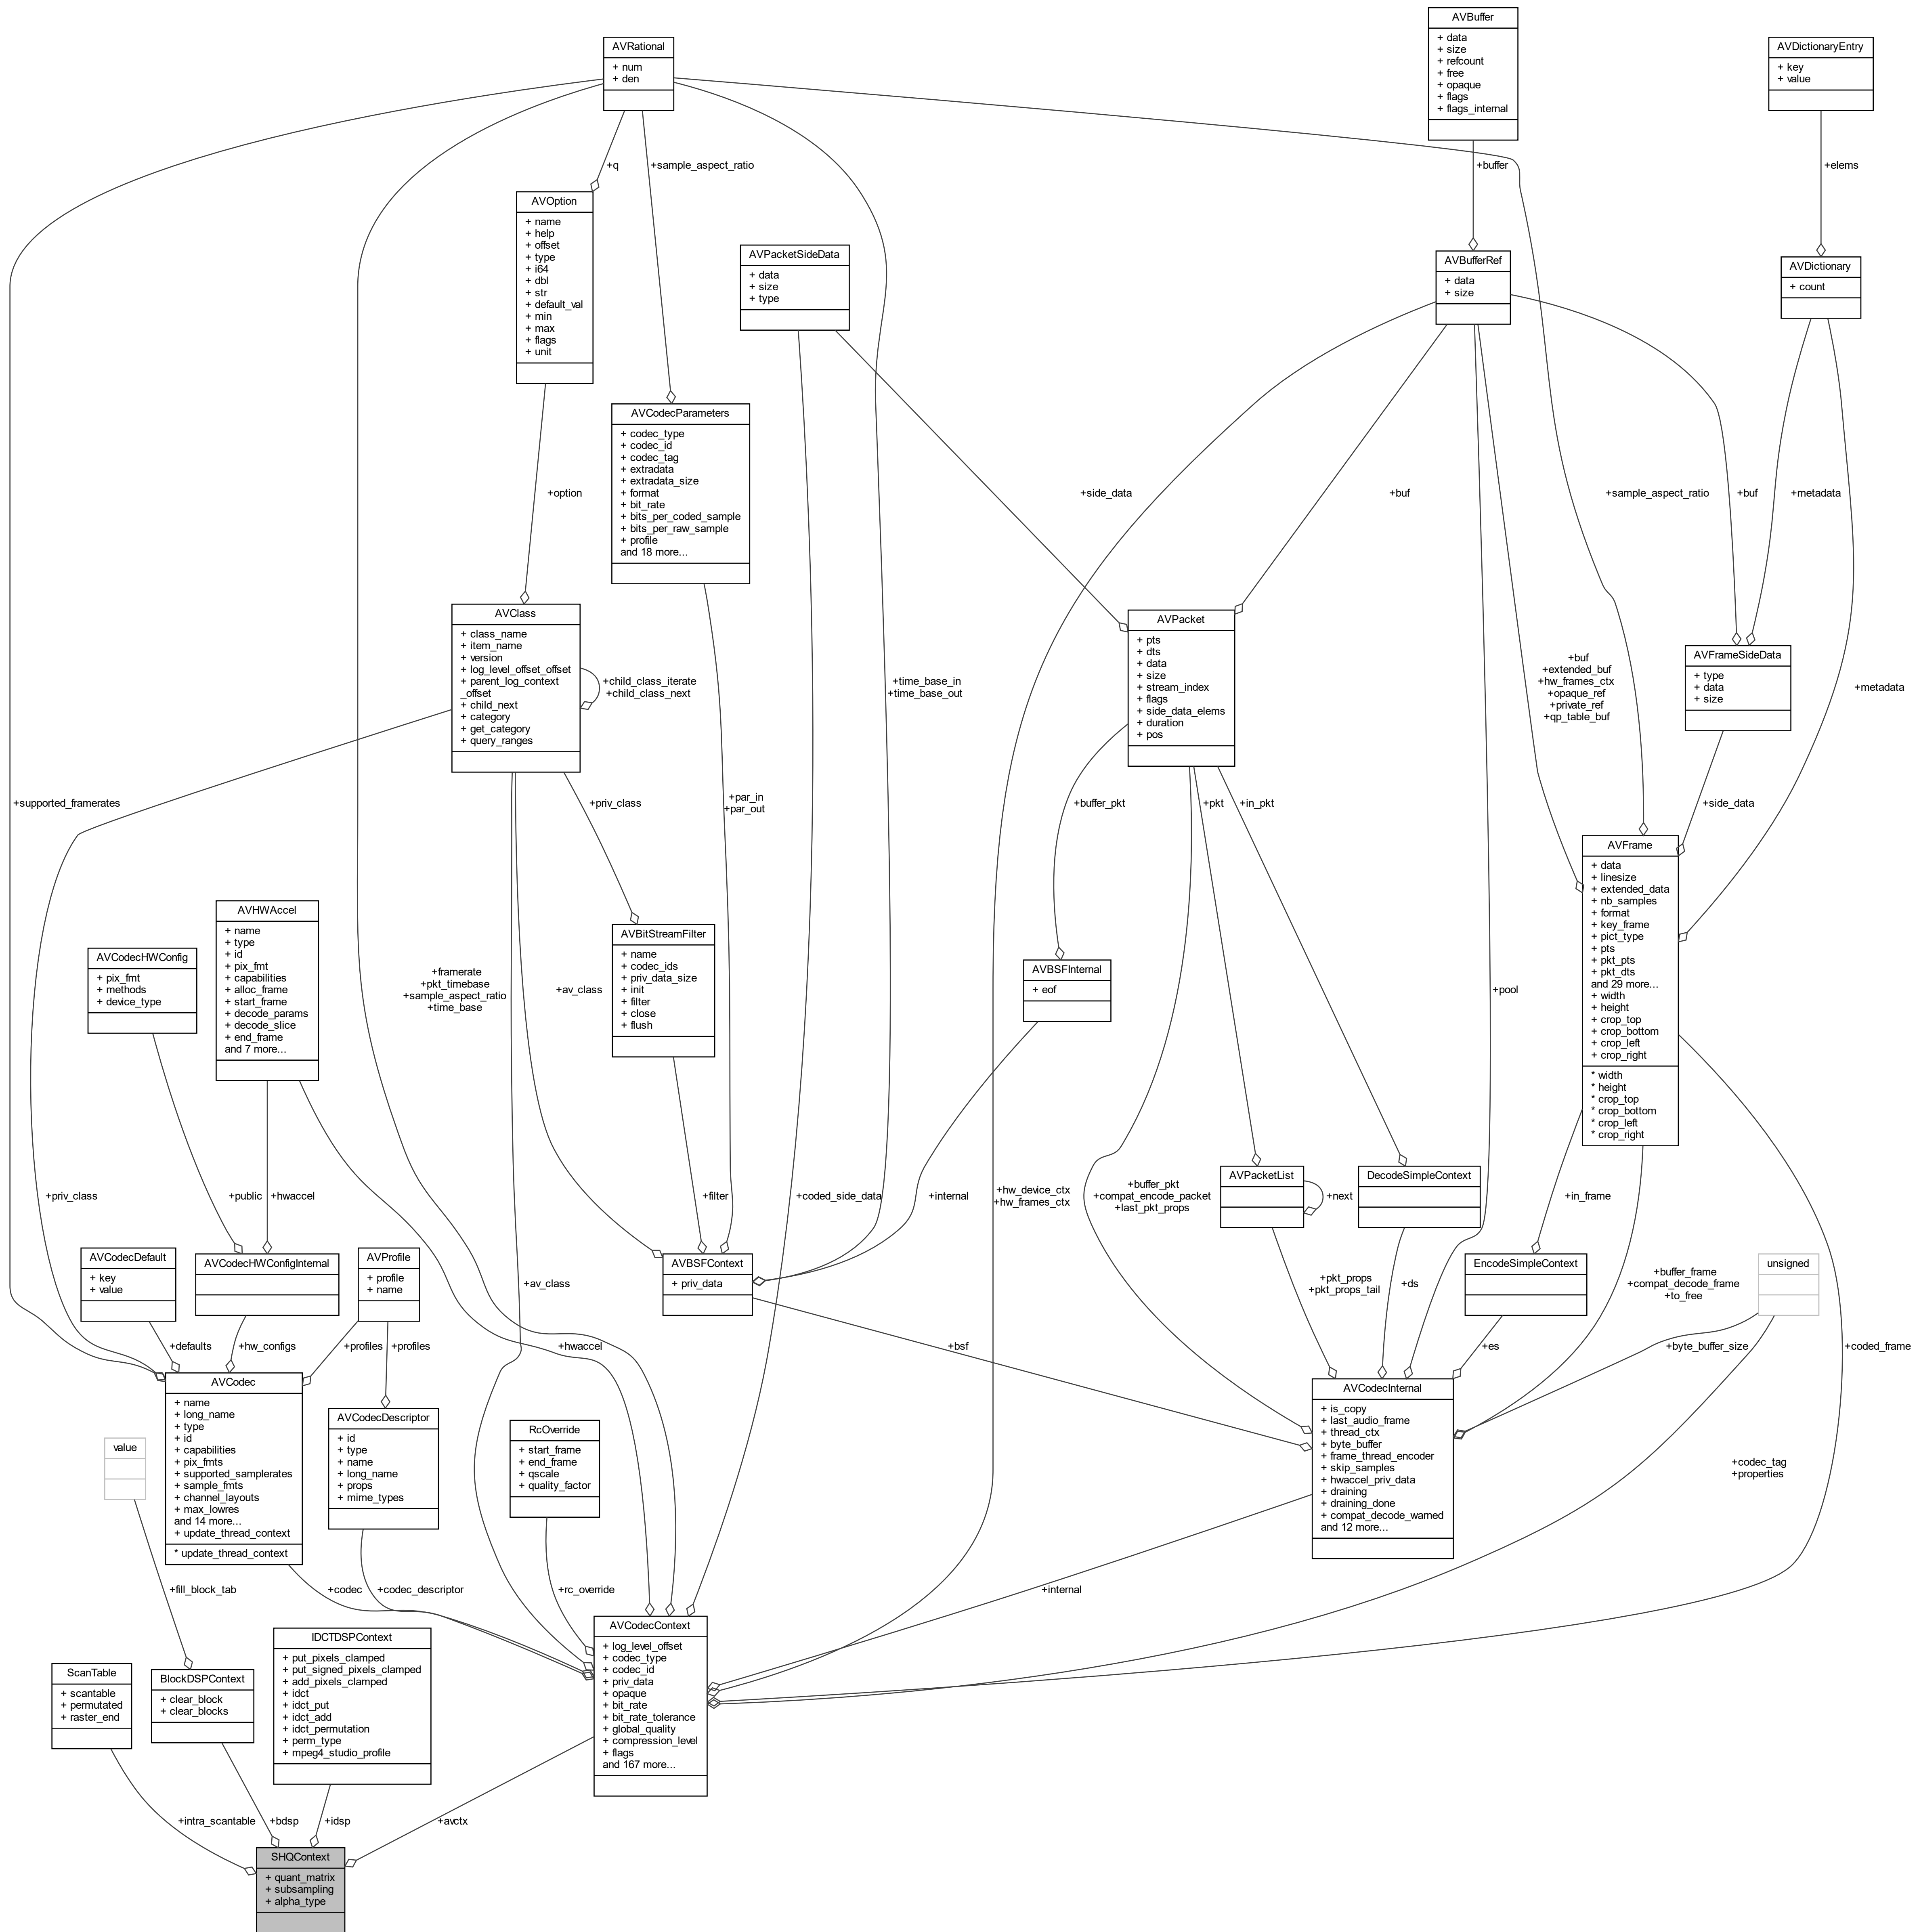 AVBuffer
+ data
+ size
+ refcount
+ free
+ opaque
+ flags
+ flags_internal
AVRational
+ num
+ den
AVDictionaryEntry
+ key
+ value
+q
+sample_aspect_ratio
+buffer
+elems
AVOption
+ name
+ help
+ offset
+ type
+ i64
+ dbl
+ str
+ default_val
+ min
+ max
+ flags
+ unit
AVPacketSideData
+ data
+ size
+ type
AVBufferRef
+ data
+ size
AVDictionary
+ count
AVCodecParameters
+ codec_type
+ codec_id
+ codec_tag
+ extradata
+ extradata_size
+ format
+ bit_rate
+ bits_per_coded_sample
+ bits_per_raw_sample
+ profile
and 18 more...
+option
+side_data
+buf
+sample_aspect_ratio
+buf
+metadata
AVClass
+ class_name
+ item_name
+ version
+ log_level_offset_offset
+ parent_log_context
_offset
+ child_next
+ category
+ get_category
+ query_ranges
+child_class_iterate
+child_class_next
+time_base_in
+time_base_out
AVPacket
+ pts
+ dts
+ data
+ size
+ stream_index
+ flags
+ side_data_elems
+ duration
+ pos
+buf
+extended_buf
+hw_frames_ctx
+opaque_ref
+private_ref
+qp_table_buf
AVFrameSideData
+ type
+ data
+ size
+metadata
+supported_framerates
+priv_class
+par_in
+par_out
+buffer_pkt
+pkt
+in_pkt
+side_data
AVFrame
+ data
+ linesize
+ extended_data
+ nb_samples
+ format
+ key_frame
+ pict_type
+ pts
+ pkt_pts
+ pkt_dts
and 29 more...
+ width
+ height
+ crop_top
+ crop_bottom
+ crop_left
+ crop_right
* width
* height
* crop_top
* crop_bottom
* crop_left
* crop_right
AVHWAccel
+ name
+ type
+ id
+ pix_fmt
+ capabilities
+ alloc_frame
+ start_frame
+ decode_params
+ decode_slice
+ end_frame
and 7 more...
AVCodecHWConfig
+ pix_fmt
+ methods
+ device_type
+framerate
+pkt_timebase
+sample_aspect_ratio
+time_base
+av_class
AVBitStreamFilter
+ name
+ codec_ids
+ priv_data_size
+ init
+ filter
+ close
+ flush
AVBSFInternal
+ eof
+pool
+priv_class
+public
+hwaccel
+filter
+coded_side_data
+internal
+hw_device_ctx
+hw_frames_ctx
+buffer_pkt
+compat_encode_packet
+last_pkt_props
AVPacketList
+next
DecodeSimpleContext
+in_frame
AVCodecDefault
+ key
+ value
AVCodecHWConfigInternal
AVProfile
+ profile
+ name
+av_class
AVBSFContext
+ priv_data
+pkt_props
+pkt_props_tail
+ds
EncodeSimpleContext
+buffer_frame
+compat_decode_frame
+to_free
unsigned
+defaults
+hw_configs
+profiles
+profiles
+hwaccel
+bsf
+es
+byte_buffer_size
+coded_frame
AVCodec
+ name
+ long_name
+ type
+ id
+ capabilities
+ pix_fmts
+ supported_samplerates
+ sample_fmts
+ channel_layouts
+ max_lowres
and 14 more...
+ update_thread_context
* update_thread_context
AVCodecDescriptor
+ id
+ type
+ name
+ long_name
+ props
+ mime_types
RcOverride
+ start_frame
+ end_frame
+ qscale
+ quality_factor
AVCodecInternal
+ is_copy
+ last_audio_frame
+ thread_ctx
+ byte_buffer
+ frame_thread_encoder
+ skip_samples
+ hwaccel_priv_data
+ draining
+ draining_done
+ compat_decode_warned
and 12 more...
+codec_tag
+properties
value
+fill_block_tab
+codec
+codec_descriptor
+rc_override
+internal
AVCodecContext
+ log_level_offset
+ codec_type
+ codec_id
+ priv_data
+ opaque
+ bit_rate
+ bit_rate_tolerance
+ global_quality
+ compression_level
+ flags
and 167 more...
IDCTDSPContext
+ put_pixels_clamped
+ put_signed_pixels_clamped
+ add_pixels_clamped
+ idct
+ idct_put
+ idct_add
+ idct_permutation
+ perm_type
+ mpeg4_studio_profile
ScanTable
+ scantable
+ permutated
+ raster_end
BlockDSPContext
+ clear_block
+ clear_blocks
+intra_scantable
+bdsp
+idsp
+avctx
SHQContext
+ quant_matrix
+ subsampling
+ alpha_type